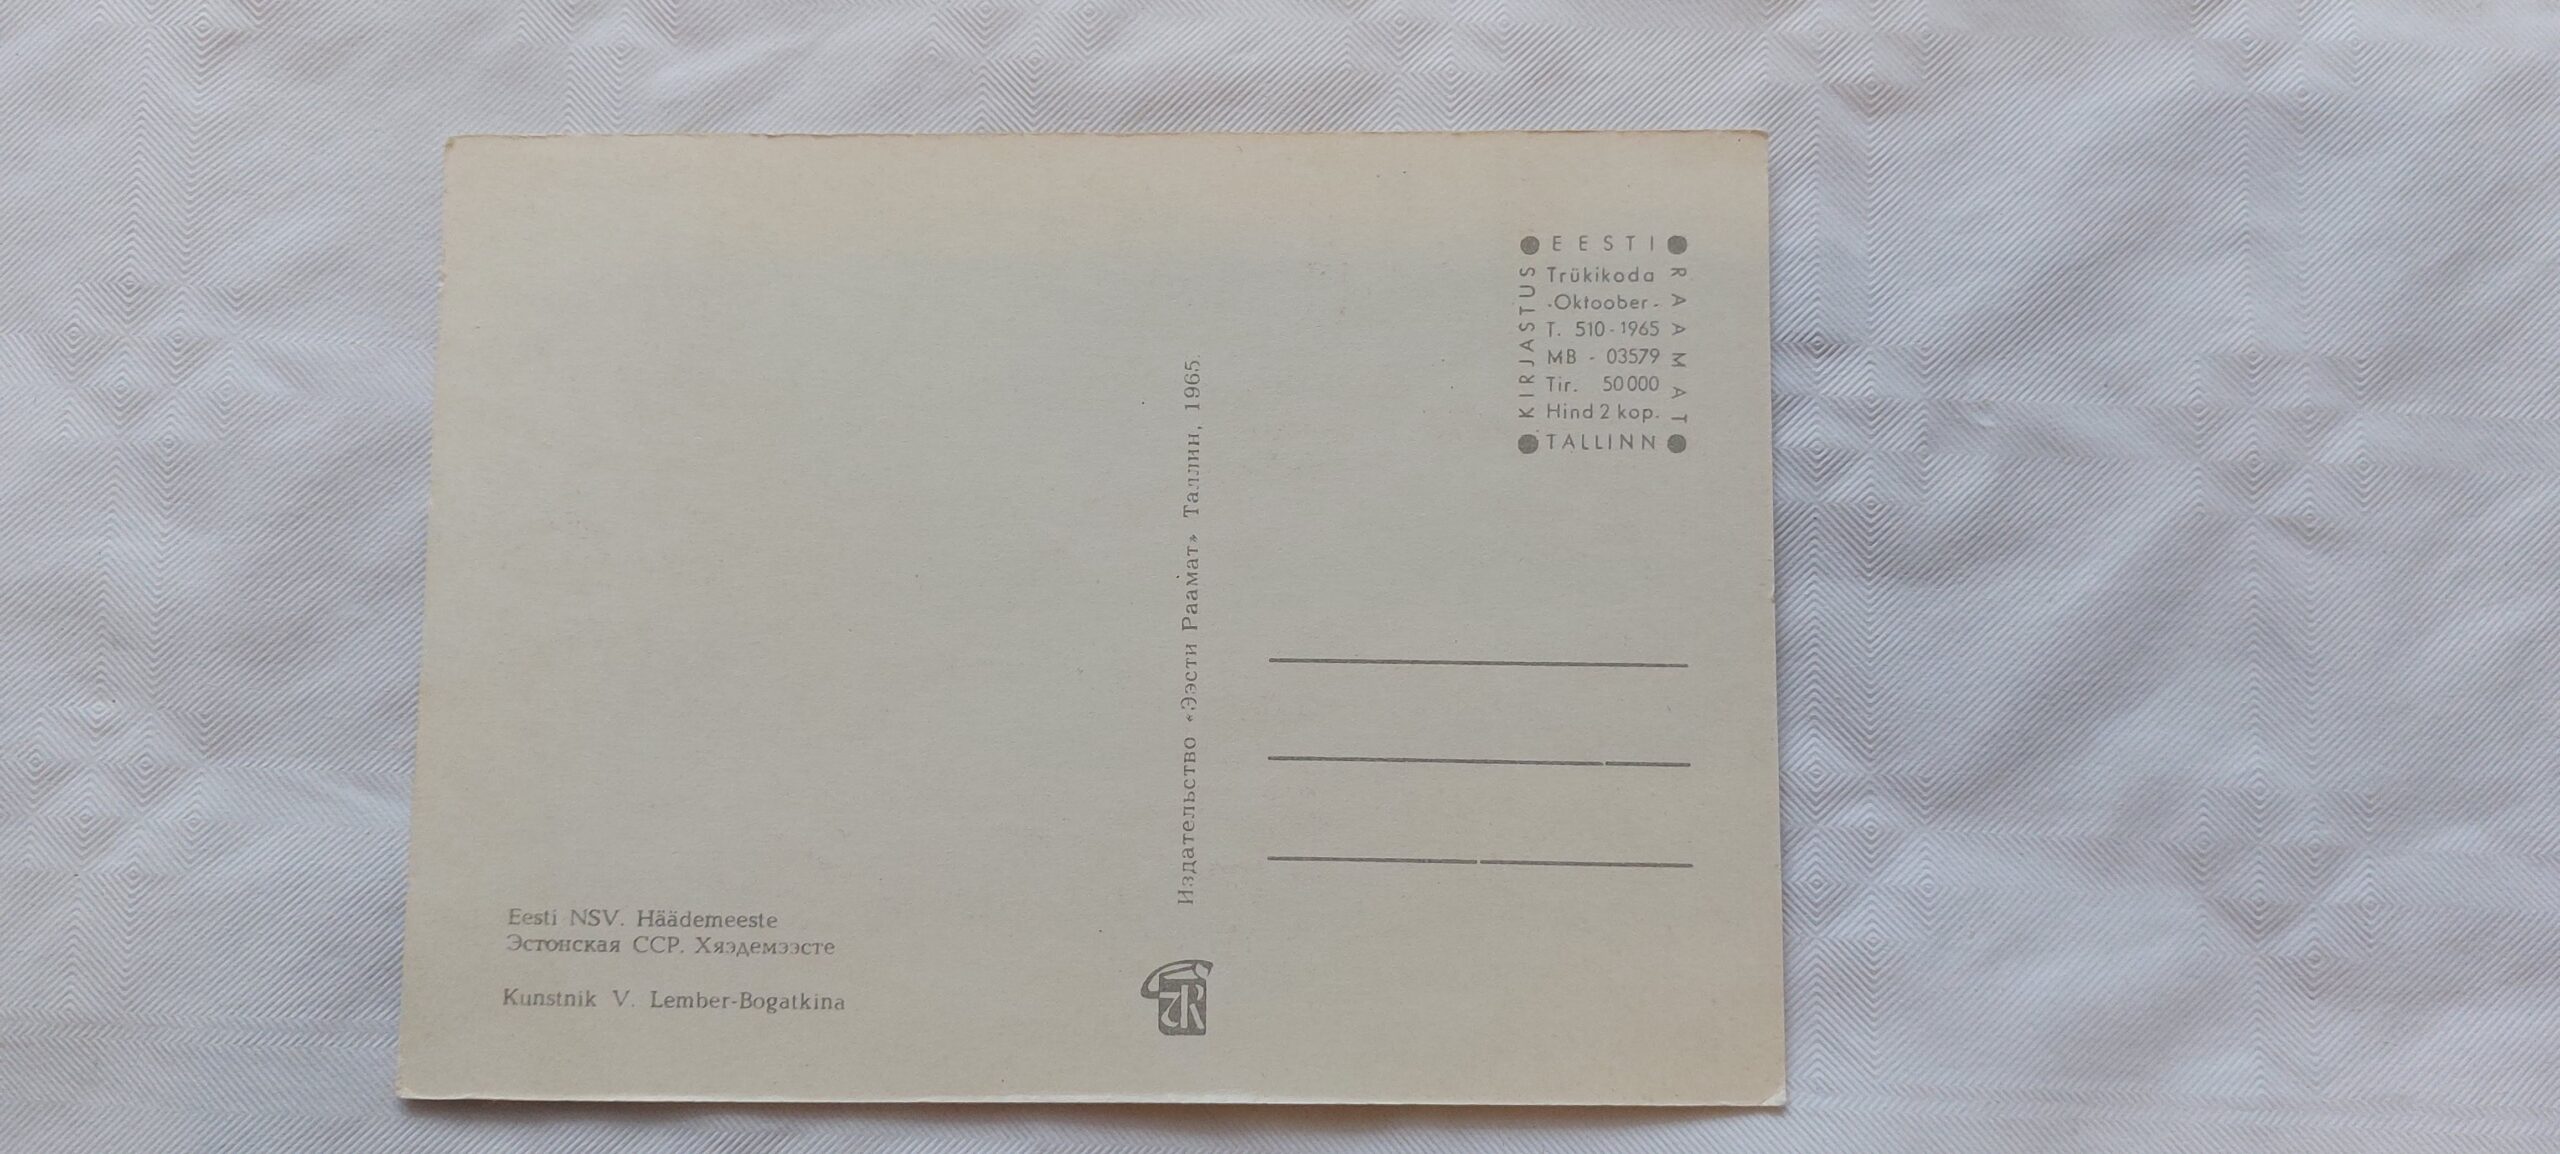 Eesti NSV. Häädemeeste
Эстонская ССР. Хяэдемээсте
Kunstnik V. Lember-Bogatkina
Издательство «Ээсти Раамат» Таллин, 1965.
EESTI
KIRJASTUS
Trükikoda
-Oktoober-
T. 510-1965
MB - 03579
Tir. 50000
Hind 2 kop.
RAAMAT
TALLINN